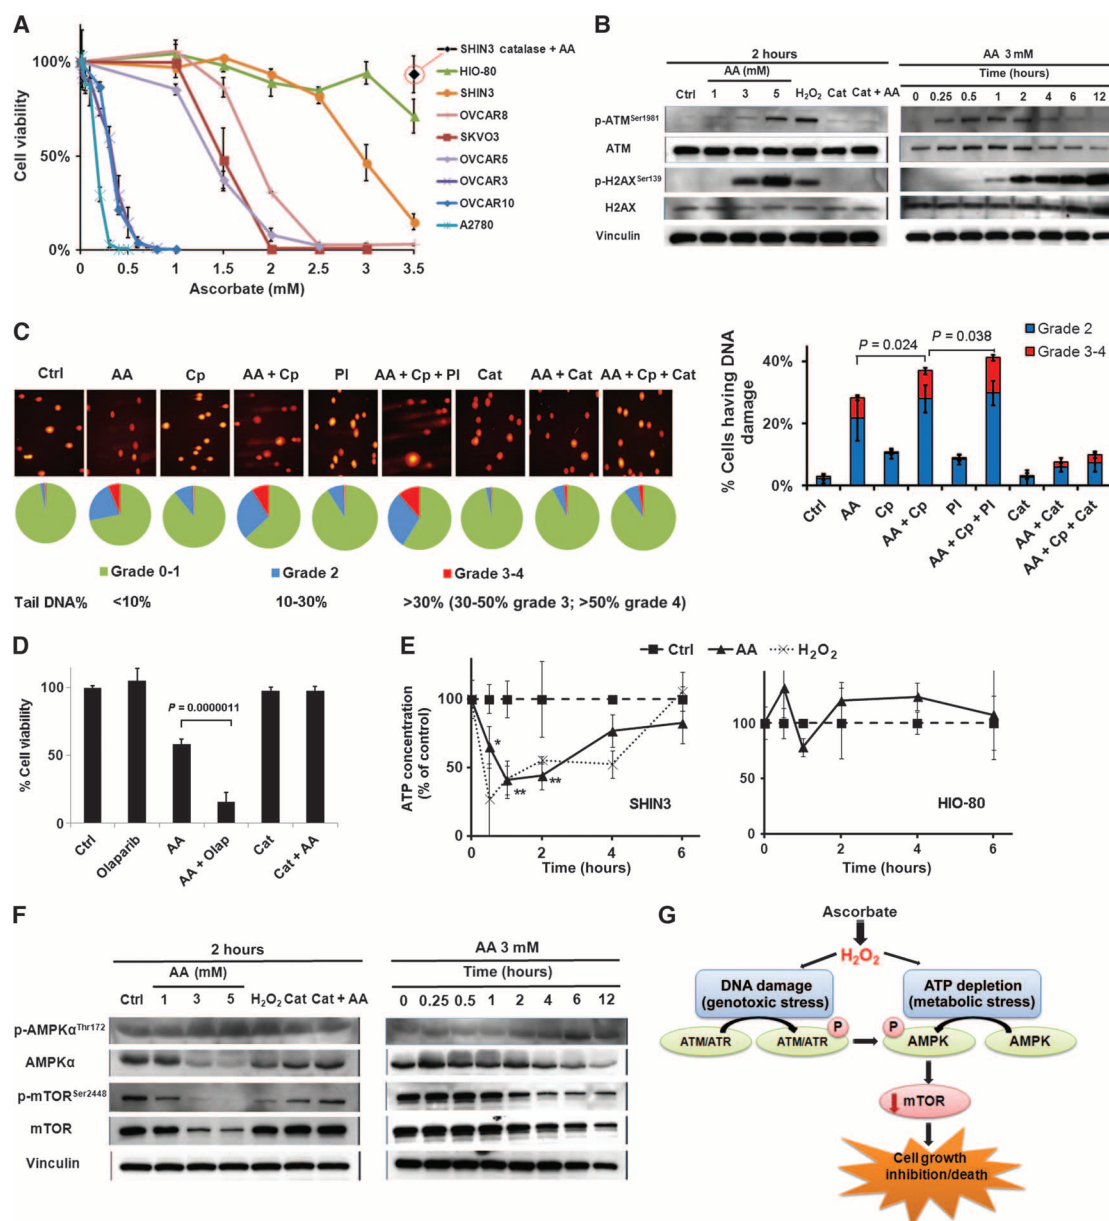 A
100%
50%
0%
Cell viability
0 0.5 1 1.5 2 2.5 3 3.5
Ascorbate (mM)
SHIN3 catalase + AA
HIO-80
SHIN3
OVCAR8
SKVO3
OVCAR5
OVCAR3
OVCAR10
A2780
B
2 hours
AA (mM)
Ctrl 1 3 5 H₂O₂ Cat Cat + AA
AA 3 mM
Time (hours)
0 0.25 0.5 1 2 4 6 12
p-ATM^Ser1981
ATM
p-H2AX^Ser139
H2AX
Vinculin
C
Ctrl AA Cp AA + Cp PI AA + Cp + PI Cat AA + Cat AA + Cp + Cat
Grade 0-1 Grade 2 Grade 3-4
Tail DNA% <10% 10-30% >30% (30-50% grade 3; >50% grade 4)
Grade 2
Grade 3-4
P = 0.024 P = 0.038
40%
20%
0%
% Cells having DNA
damage
Ctrl AA Cp AA + Cp PI AA + Cp + PI Cat AA + Cat AA + Cp + Cat
D
100
50
0
% Cell viability
P = 0.0000011
Ctrl Olaparib AA AA + Olap Cat Cat + AA
E
Ctrl AA H₂O₂
ATP concentration
(% of control)
100
50
0
*
** **
SHIN3
0 2 4 6
Time (hours)
100
50
0
HIO-80
0 2 4 6
Time (hours)
F
2 hours
AA (mM)
Ctrl 1 3 5 H₂O₂ Cat Cat + AA
AA 3 mM
Time (hours)
0 0.25 0.5 1 2 4 6 12
p-AMPKα^Thr172
AMPKα
p-mTOR^Ser2448
mTOR
Vinculin
G
Ascorbate
H₂O₂
DNA damage
(genotoxic stress)
ATP depletion
(metabolic stress)
P P
ATM/ATR ATM/ATR AMPK AMPK
mTOR
Cell growth
inhibition/death